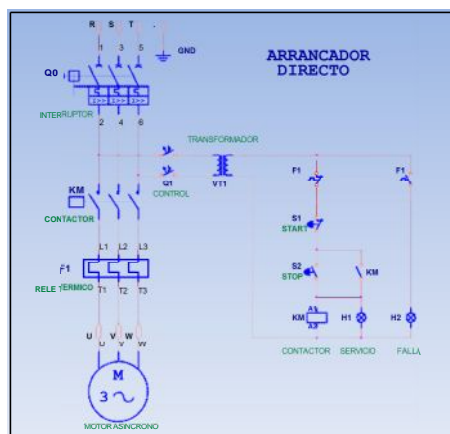 R S T
1 3 5
GND
ARRANCADOR
DIRECTO
Q0
I>> I>> I>>
INTERRUPTOR
2 4 6
TRANSFORMADOR
Q1
VT1
CONTROL
F1
F1
KM
CONTACTOR
S1
START
L1 L2 L3
F1
S2
STOP
KM
RELE TERMICO
T1 T2 T3
KM
A1
A2
H1
H2
U V W
U V W
CONTACTOR
SERVICIO
FALLA
M
3
MOTOR ASINCRONO